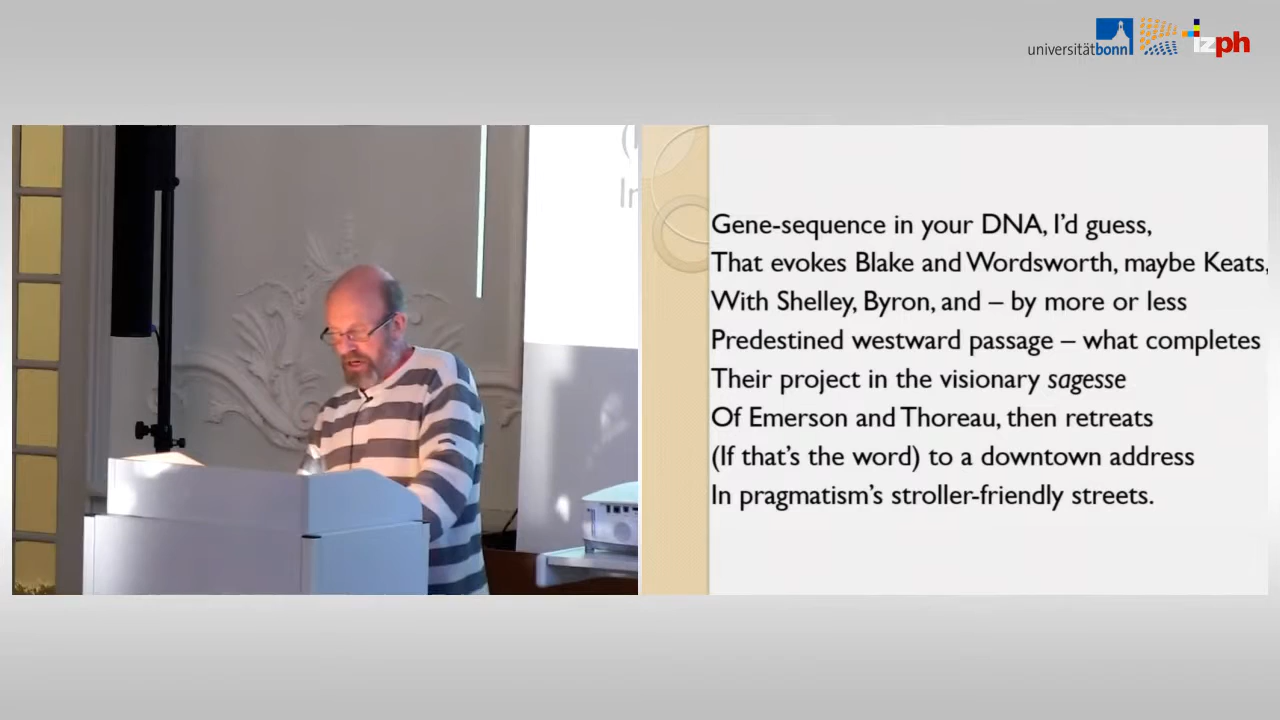 universitätbonn izph
(
In
Gene-sequence in your DNA, I'd guess,
That evokes Blake and Wordsworth, maybe Keats,
With Shelley, Byron, and – by more or less
Predestined westward passage – what completes
Their project in the visionary sagesse
Of Emerson and Thoreau, then retreats
(If that's the word) to a downtown address
In pragmatism's stroller-friendly streets.